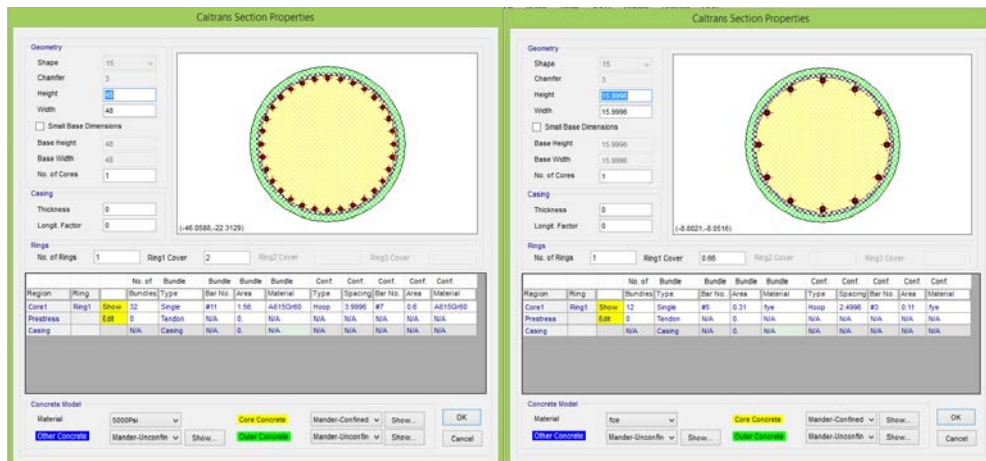 Caltrans Section Properties
Geometry
Shape 15
Chamfer 3
Height 48
Width 48
Small Base Dimensions
Base Height 48
Base Width 48
No. of Cores 1
Casing
Thickness 0
Longit. Factor 0
(-46.0588,-22.3129)
Rings
No. of Rings 1 Ring1 Cover 2 Ring2 Cover Ring3 Cover
No. of Bundle Bundle Bundle Bundle Conf. Conf. Conf. Conf. Conf.
Region Ring Bundles Type Bar No. Area Material Type Spacing Bar No. Area Material
Core1 Ring1 Show 32 Single #11 1.56 A615Gr60 Hoop 3.9996 #7 0.6 A615Gr60
Prestress Edit 0 Tendon N/A 0. N/A N/A N/A N/A N/A N/A
Casing N/A Casing N/A 0. N/A N/A N/A N/A N/A N/A
Concrete Model
Material 5000Psi Core Concrete Mander-Confined Show... OK
Other Concrete Mander-Unconfin Show... Outer Concrete Mander-Unconfin Show... Cancel
Caltrans Section Properties
Geometry
Shape 15
Chamfer 3
Height 15.9996
Width 15.9996
Small Base Dimensions
Base Height 15.9996
Base Width 15.9996
No. of Cores 1
Casing
Thickness 0
Longit. Factor 0
(-8.8021,-8.0516)
Rings
No. of Rings 1 Ring1 Cover 0.66 Ring2 Cover Ring3 Cover
No. of Bundle Bundle Bundle Bundle Conf. Conf. Conf. Conf. Conf.
Region Ring Bundles Type Bar No. Area Material Type Spacing Bar No. Area Material
Core1 Ring1 Show 12 Single #5 0.31 fye Hoop 2.4996 #3 0.11 fye
Prestress Edit 0 Tendon N/A 0. N/A N/A N/A N/A N/A N/A
Casing N/A Casing N/A 0. N/A N/A N/A N/A N/A N/A
Concrete Model
Material fce Core Concrete Mander-Confined Show... OK
Other Concrete Mander-Unconfin Show... Outer Concrete Mander-Unconfin Show... Cancel